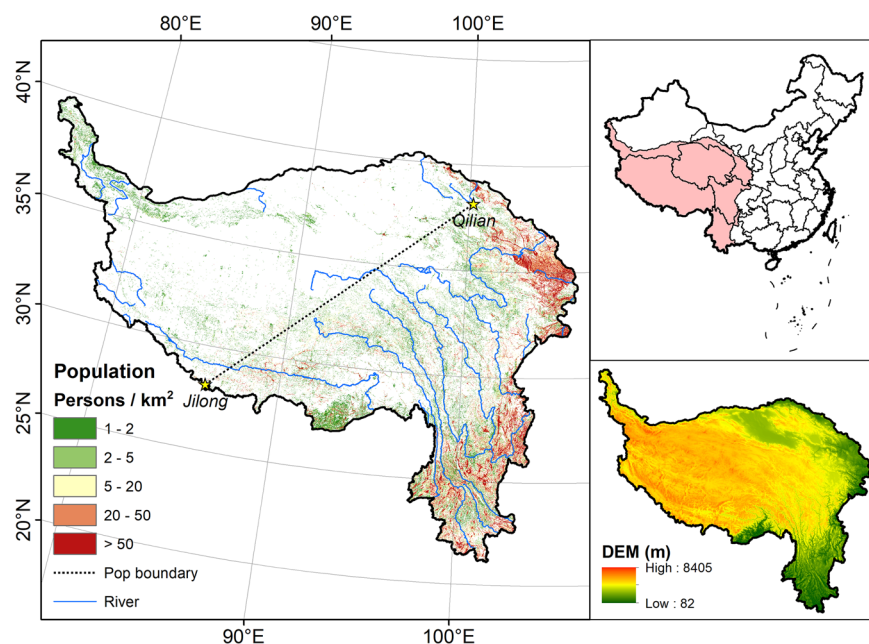 80°E
90°E
100°E
40°N
35°N
30°N
25°N
20°N
Qilian
Jilong
Population
Persons / km²
1 - 2
2 - 5
5 - 20
20 - 50
> 50
Pop boundary
River
90°E
100°E
DEM (m)
High : 8405
Low : 82